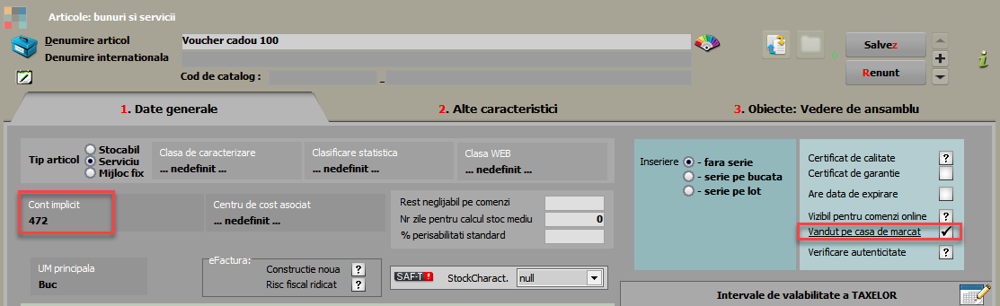 Articole: bunuri si servicii
Denumire articol
Voucher cadou 100
Denumire internationala
Cod de catalog :
_
Salvez
Renunt
1. Date generale
2. Alte caracteristici
3. Obiecte: Vedere de ansamblu
Tip articol
Stocabil
Serviciu
Mijloc fix
Clasa de caracterizare
... nedefinit ...
Clasificare statistica
... nedefinit ...
Clasa WEB
... nedefinit ...
Cont implicit
472
Centru de cost asociat
... nedefinit ...
Rest neglijabil pe comenzi
Nr zile pentru calcul stoc mediu
0
% perisabilitati standard
UM principala
Buc
eFactura:
Constructie noua
?
Risc fiscal ridicat
?
SAF-T !
StockCharact.
null
Inseriere
- fara serie
- serie pe bucata
- serie pe lot
Certificat de calitate
?
Certificat de garantie
Are data de expirare
Vizibil pentru comenzi online
?
Vandut pe casa de marcat
Verificare autenticitate
?
Intervale de valabilitate a TAXELOR